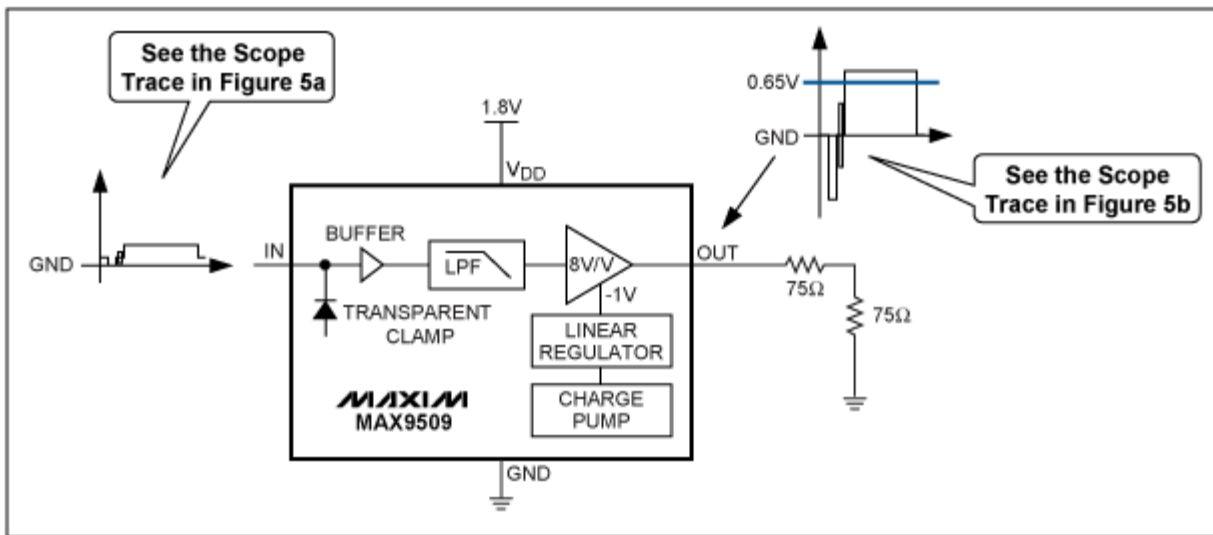 See the Scope
Trace in Figure 5a
1.8V
VDD
0.65V
GND
See the Scope
Trace in Figure 5b
GND
IN
BUFFER
LPF
8V/V
-1V
OUT
75Ω
75Ω
TRANSPARENT
CLAMP
LINEAR
REGULATOR
CHARGE
PUMP
MAXIM
MAX9509
GND